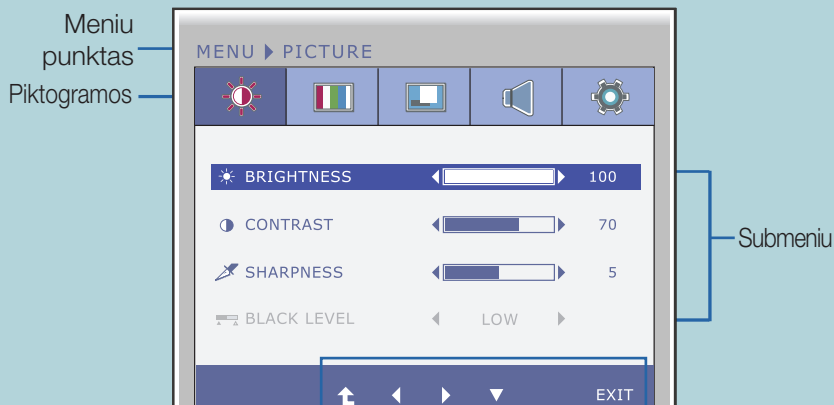 Meniu
punktas
Piktogramos
MENU PICTURE
BRIGHTNESS 100
CONTRAST 70
SHARPNESS 5
BLACK LEVEL LOW
Submeniu
EXIT